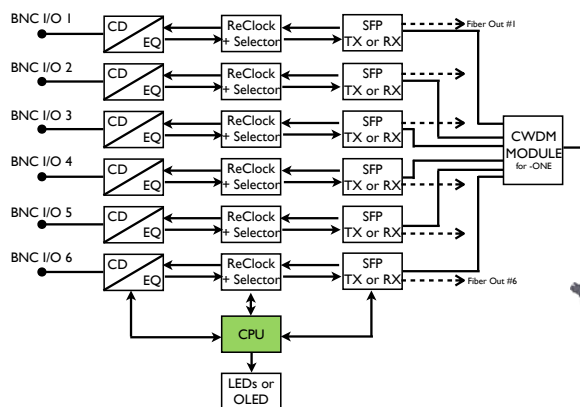 BNC I/O 1
CD
EQ
ReClock
+ Selector
SFP
TX or RX
Fiber Out #1
BNC I/O 2
CD
EQ
ReClock
+ Selector
SFP
TX or RX
BNC I/O 3
CD
EQ
ReClock
+ Selector
SFP
TX or RX
CWDM
MODULE
for -ONE
BNC I/O 4
CD
EQ
ReClock
+ Selector
SFP
TX or RX
BNC I/O 5
CD
EQ
ReClock
+ Selector
SFP
TX or RX
BNC I/O 6
CD
EQ
ReClock
+ Selector
SFP
TX or RX
Fiber Out #6
CPU
LEDs or
OLED